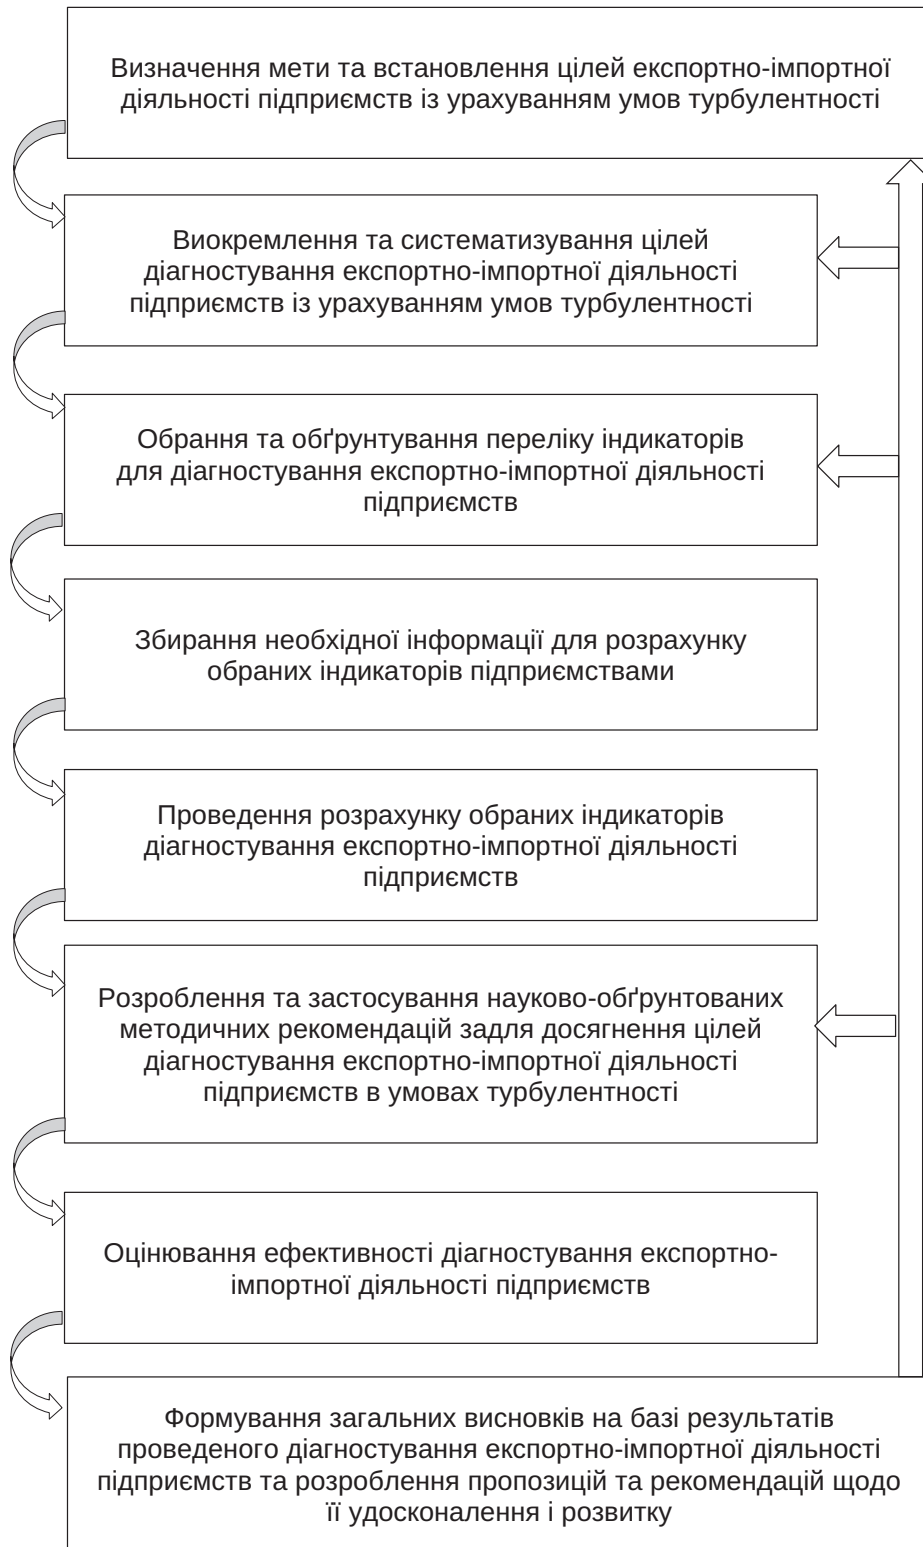 Визначення мети та встановлення цілей експортно-імпортної
діяльності підприємств із урахуванням умов турбулентності
Виокремлення та систематизування цілей
діагностування експортно-імпортної діяльності
підприємств із урахуванням умов турбулентності
Обрання та обґрунтування переліку індикаторів
для діагностування експортно-імпортної діяльності
підприємств
Збирання необхідної інформації для розрахунку
обраних індикаторів підприємствами
Проведення розрахунку обраних індикаторів
діагностування експортно-імпортної діяльності
підприємств
Розроблення та застосування науково-обґрунтованих
методичних рекомендацій задля досягнення цілей
діагностування експортно-імпортної діяльності
підприємств в умовах турбулентності
Оцінювання ефективності діагностування експортно-
імпортної діяльності підприємств
Формування загальних висновків на базі результатів
проведеного діагностування експортно-імпортної діяльності
підприємств та розроблення пропозицій та рекомендацій щодо
її удосконалення і розвитку